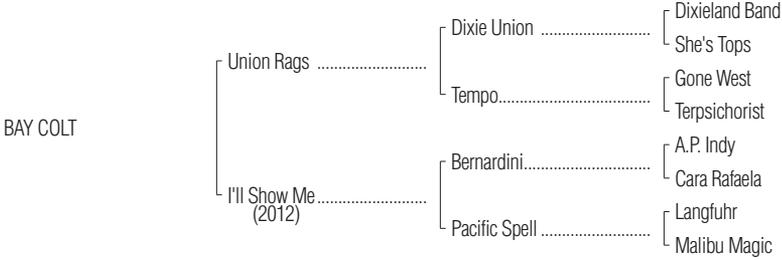 Dixieland Band
Dixie Union ..........................
She's Tops
Union Rags ..........................
Gone West
Tempo....................................
Terpsichorist
BAY COLT
A.P. Indy
Bernardini..............................
Cara Rafaela
I'll Show Me ..........................
(2012)
Langfuhr
Pacific Spell ..........................
Malibu Magic